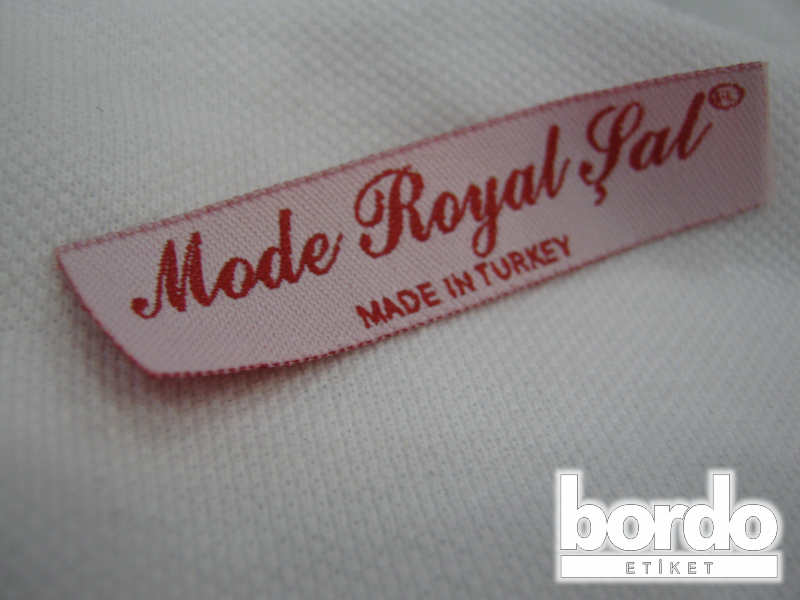 Mode Royal Şal®
MADE IN TURKEY
bordo
ETİKET